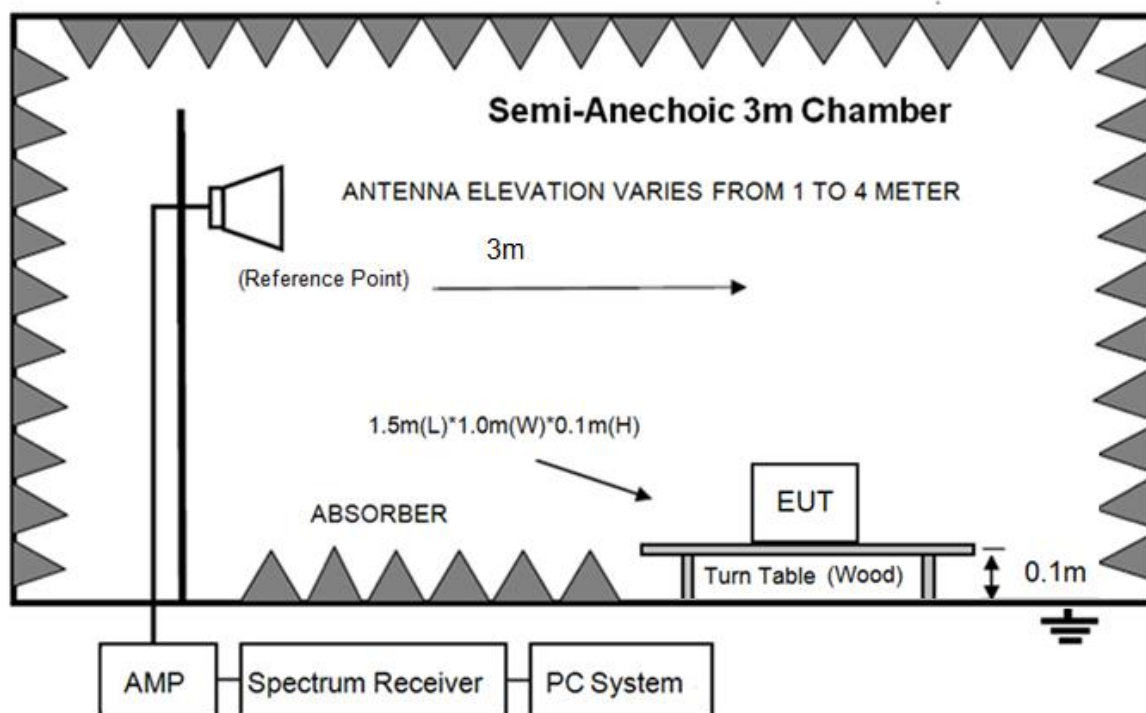 Semi-Anechoic 3m Chamber
ANTENNA ELEVATION VARIES FROM 1 TO 4 METER
3m
(Reference Point)
1.5m(L)*1.0m(W)*0.1m(H)
EUT
ABSORBER
Turn Table (Wood)
0.1m
AMP
Spectrum Receiver
PC System